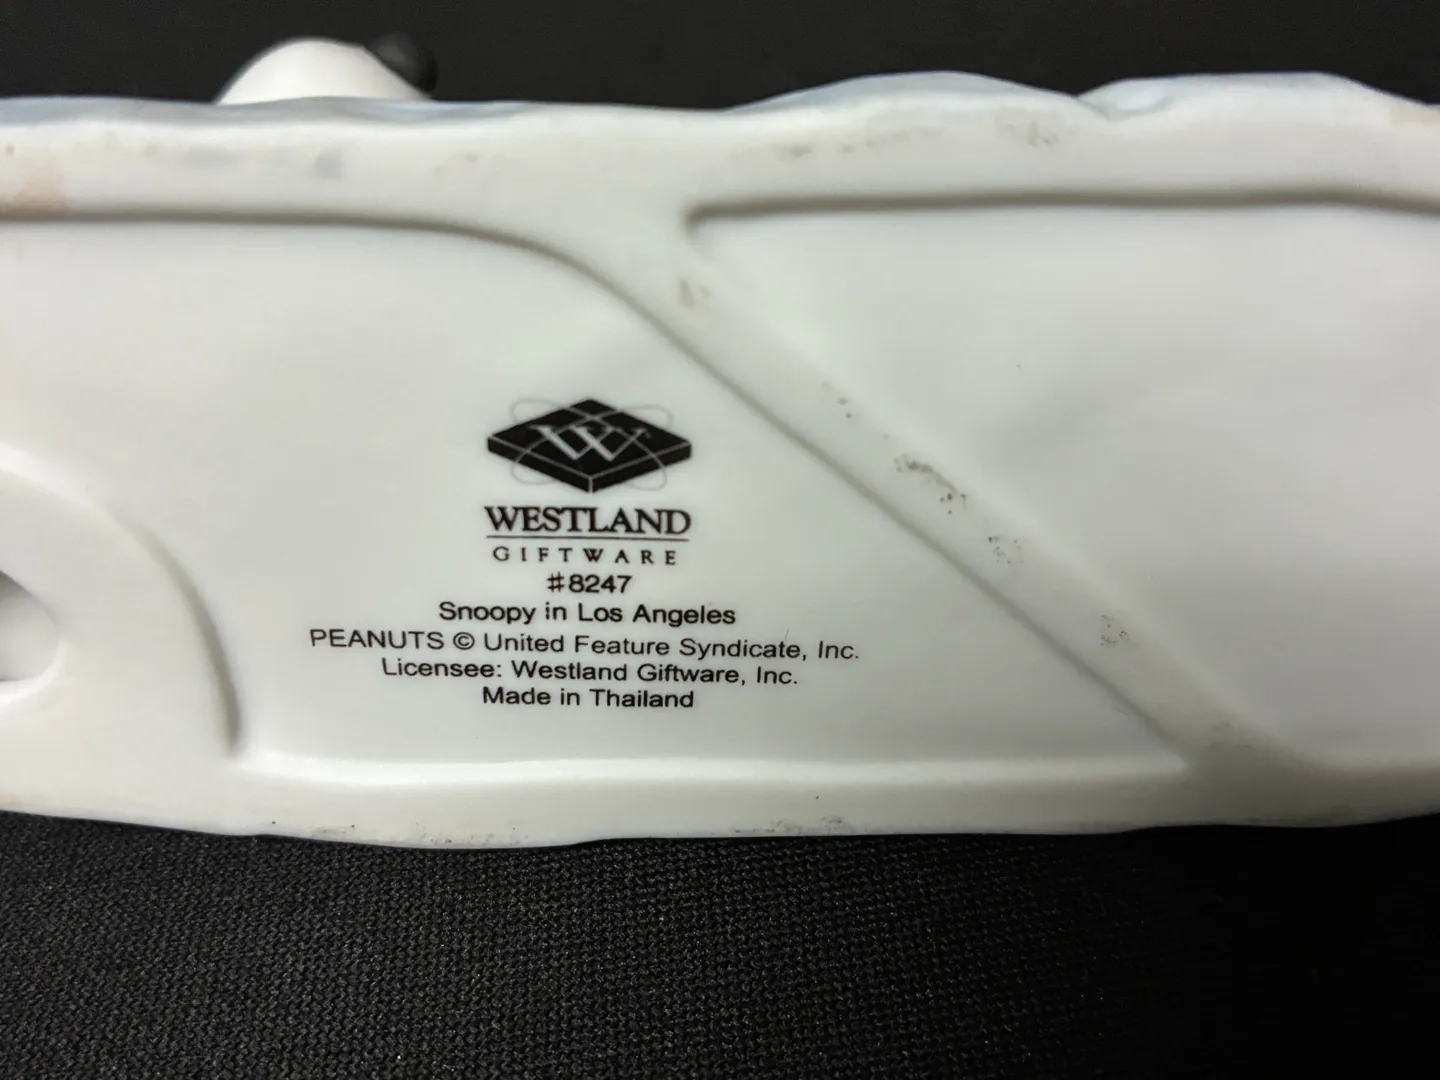 W
WESTLAND
GIFTWARE
#8247
Snoopy in Los Angeles
PEANUTS © United Feature Syndicate, Inc.
Licensee: Westland Giftware, Inc.
Made in Thailand